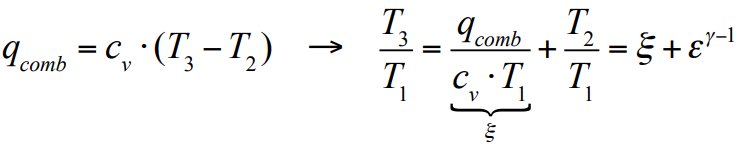 q_comb = c_v · (T_3 − T_2) → T_3/T_1 = q_comb/(c_v · T_1) + T_2/T_1 = ξ + ε^(γ−1)
ξ